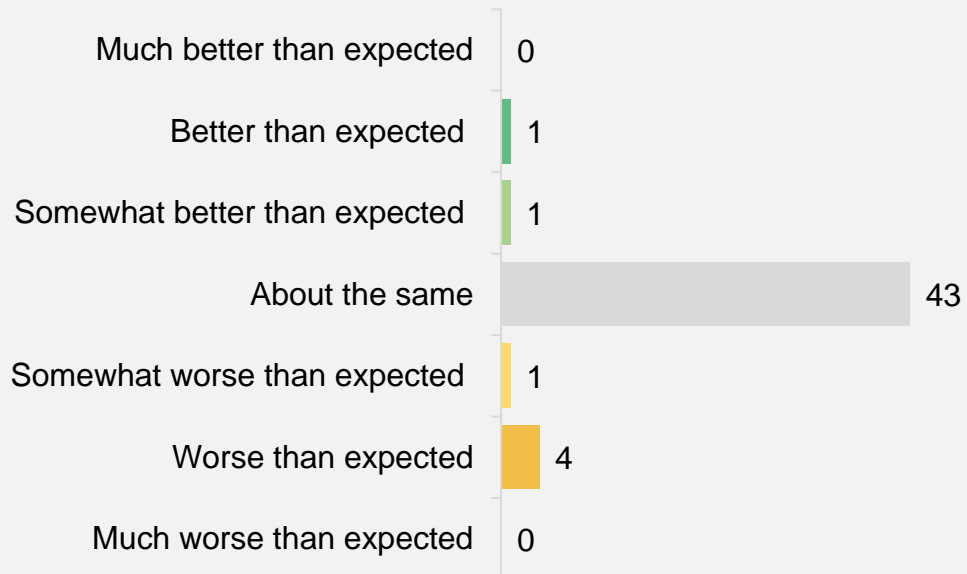 Much better than expected 0
Better than expected 1
Somewhat better than expected 1
About the same 43
Somewhat worse than expected 1
Worse than expected 4
Much worse than expected 0